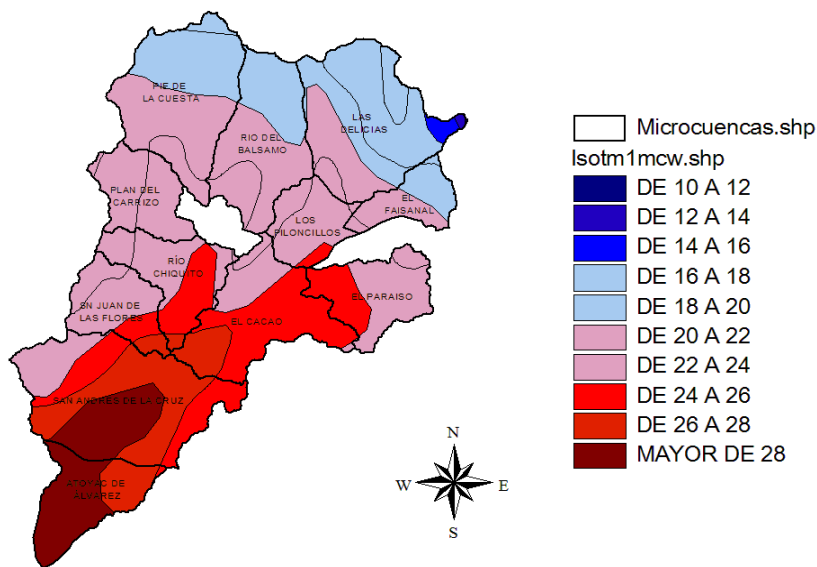 PIE DE
LA CUESTA
RIO DEL
BALSAMO
LAS
DELICIAS
PLAN DEL
CARRIZO
LOS
PILONCILLOS
EL
FAISANAL
RÍO
CHIQUITO
SN JUAN DE
LAS FLORES
EL CACAO
EL PARAISO
SAN ANDRES DE LA CRUZ
ATOYAC DE
ALVAREZ
Microcuencas.shp
Isotm1mcw.shp
DE 10 A 12
DE 12 A 14
DE 14 A 16
DE 16 A 18
DE 18 A 20
DE 20 A 22
DE 22 A 24
DE 24 A 26
DE 26 A 28
MAYOR DE 28
N
W
E
S